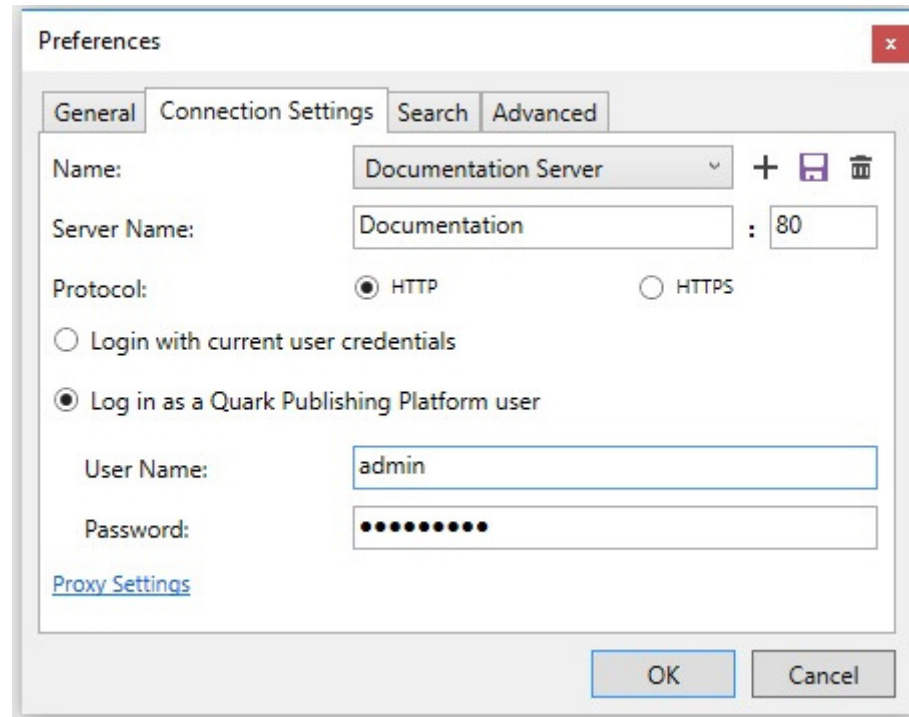 Preferences
x
General Connection Settings Search Advanced
Name: Documentation Server
Server Name: Documentation : 80
Protocol: HTTP HTTPS
Login with current user credentials
Log in as a Quark Publishing Platform user
User Name: admin
Password: •••••••••
Proxy Settings
OK Cancel